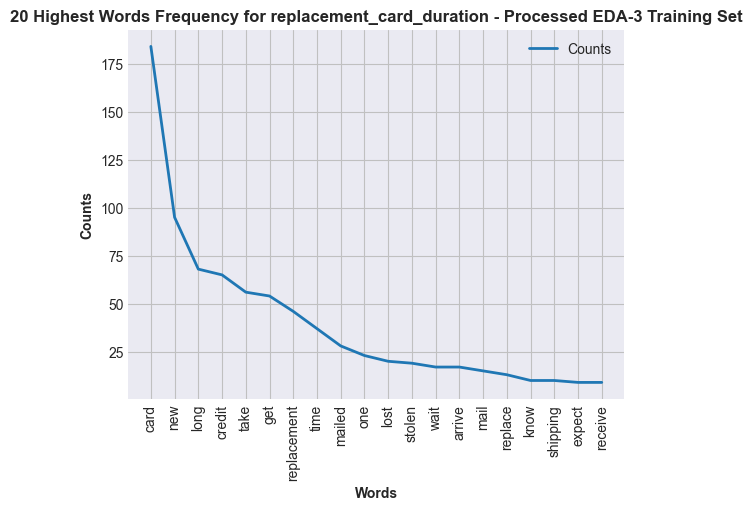 20 Highest Words Frequency for replacement_card_duration - Processed EDA-3 Training Set
Counts
175
150
125
100
75
50
25
Counts
card
new
long
credit
take
get
replacement
time
mailed
one
lost
stolen
wait
arrive
mail
replace
know
shipping
expect
receive
Words